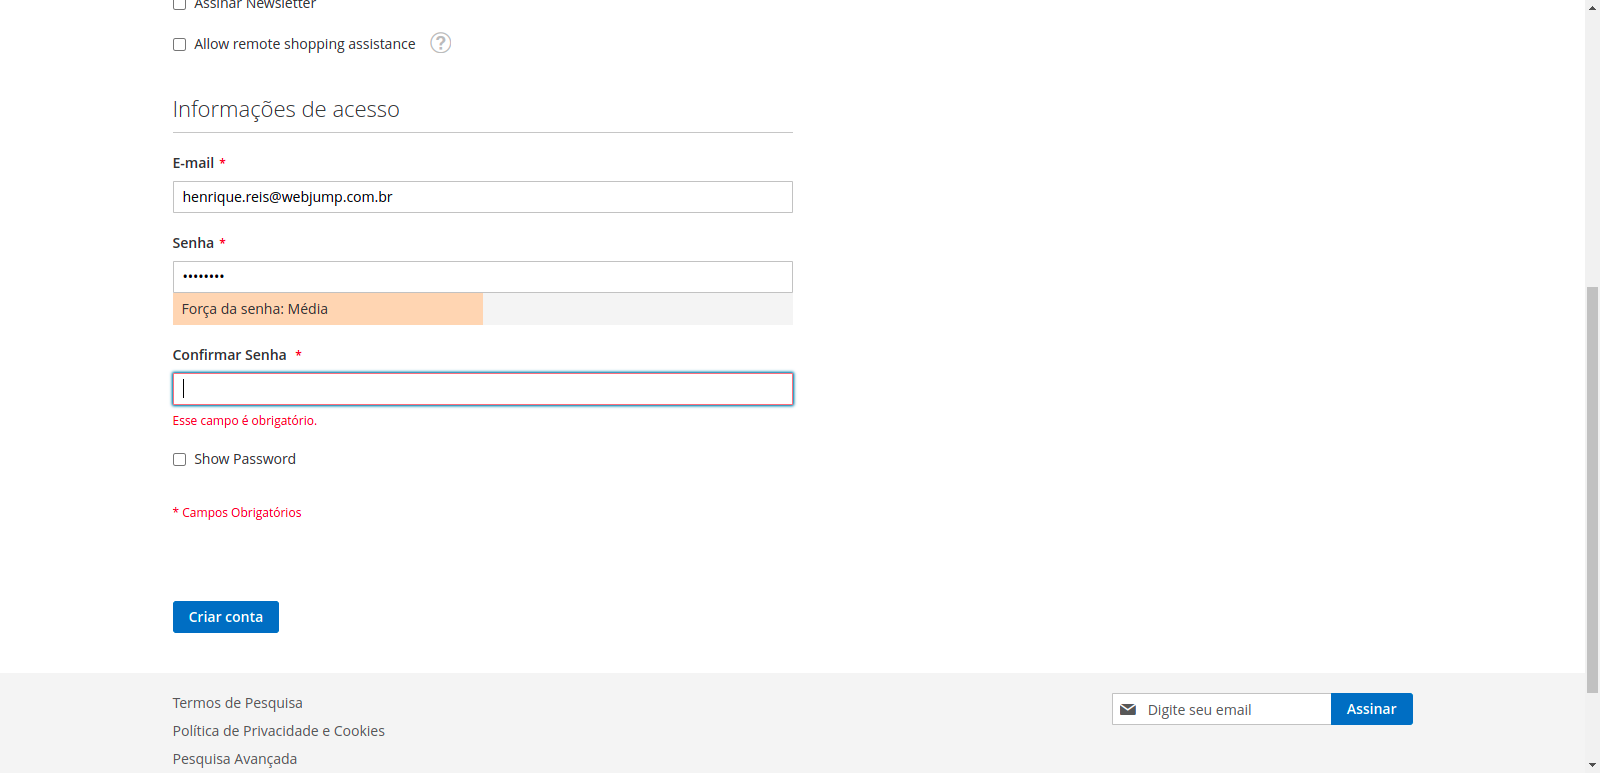 Assinar Newsletter
Allow remote shopping assistance ?
Informações de acesso
E-mail *
henrique.reis@webjump.com.br
Senha *
••••••••
Força da senha: Média
Confirmar Senha *
Esse campo é obrigatório.
Show Password
* Campos Obrigatórios
Criar conta
Termos de Pesquisa
Digite seu email Assinar
Política de Privacidade e Cookies
Pesquisa Avançada